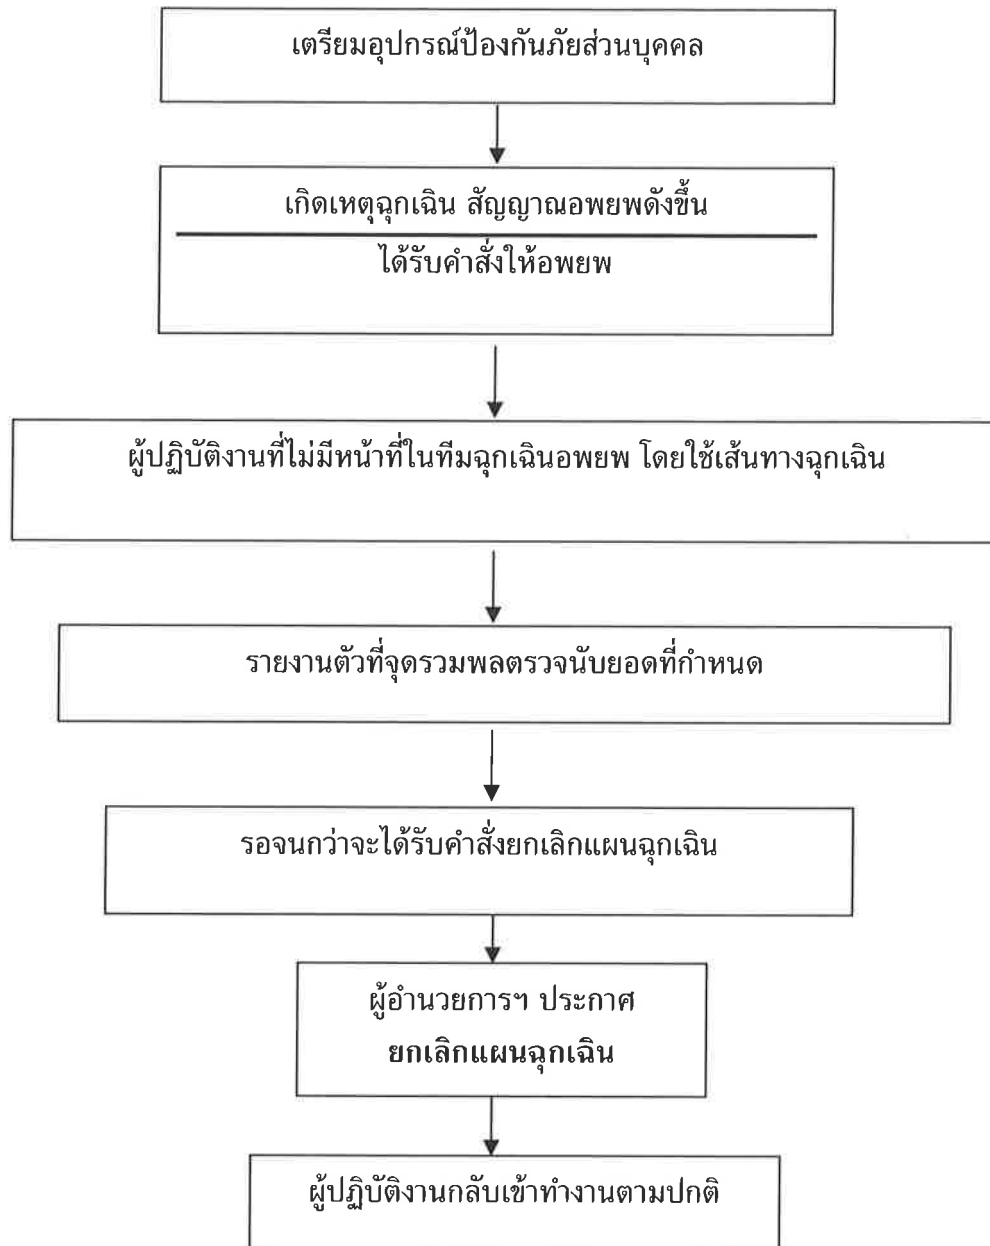 เตรียมอุปกรณ์ป้องกันภัยส่วนบุคคล
เกิดเหตุฉุกเฉิน สัญญาณอพยพดังขึ้น
ได้รับคำสั่งให้อพยพ
ผู้ปฏิบัติงานที่ไม่มีหน้าที่ในทีมฉุกเฉินอพยพ โดยใช้เส้นทางฉุกเฉิน
รายงานตัวที่จุดรวมพลตรวจนับยอดที่กำหนด
รอจนกว่าจะได้รับคำสั่งยกเลิกแผนฉุกเฉิน
ผู้อำนวยการฯ ประกาศ
ยกเลิกแผนฉุกเฉิน
ผู้ปฏิบัติงานกลับเข้าทำงานตามปกติ